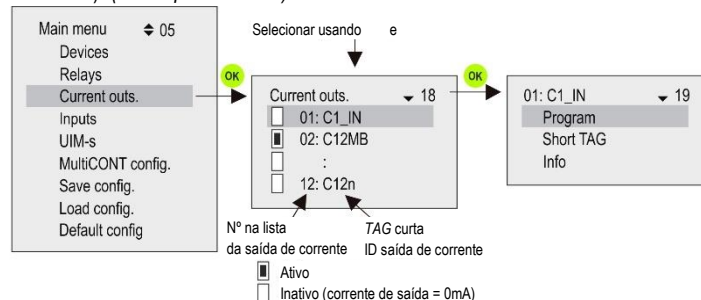 Main menu 05
Devices
Relays
Current outs.
Inputs
UIM-s
MultiCONT config.
Save config.
Load config.
Default config
Selecionar usando e
OK
Current outs. 18
01: C1_IN
02: C12MB
:
12: C12n
OK
01: C1_IN 19
Program
Short TAG
Info
Nº na lista
da saída de corrente
TAG curta
ID saída de corrente
Ativo
Inativo (corrente de saída = 0mA)